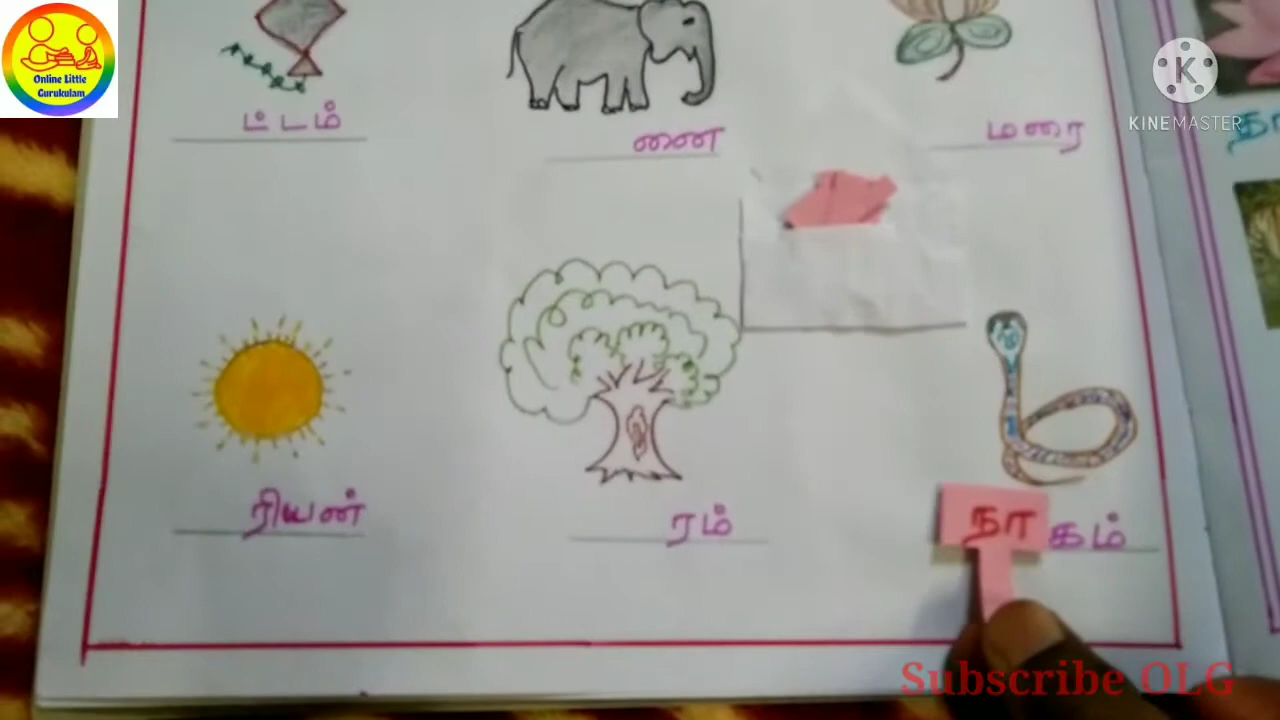 Online Little
Gurukulam
KINEMASTER
ட்டம்
னை
மரை
ரியன்
ரம்
நாகம்
Subscribe OLG